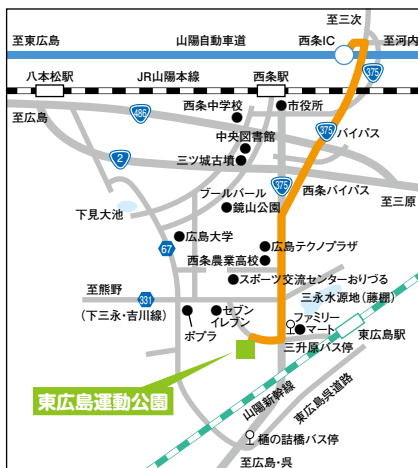 至三次
至東広島
山陽自動車道
西条IC
至河内
375
八本松駅
JR山陽本線
西条駅
西条中学校
市役所
486
至広島
中央図書館
375
バイパス
2
三ツ城古墳
375
西条バイパス
ブールバール
至三原
下見大池
鏡山公園
広島大学
広島テクノプラザ
67
西条農業高校
スポーツ交流センターおりづる
至熊野
331
三永水源地(藤棚)
(下三永・吉川線)
セブン
イレブン
ファミリー
マート
ポプラ
東広島駅
三升原バス停
東広島運動公園
山陽新幹線
東広島呉道路
樋の詰橋バス停
至広島・呉